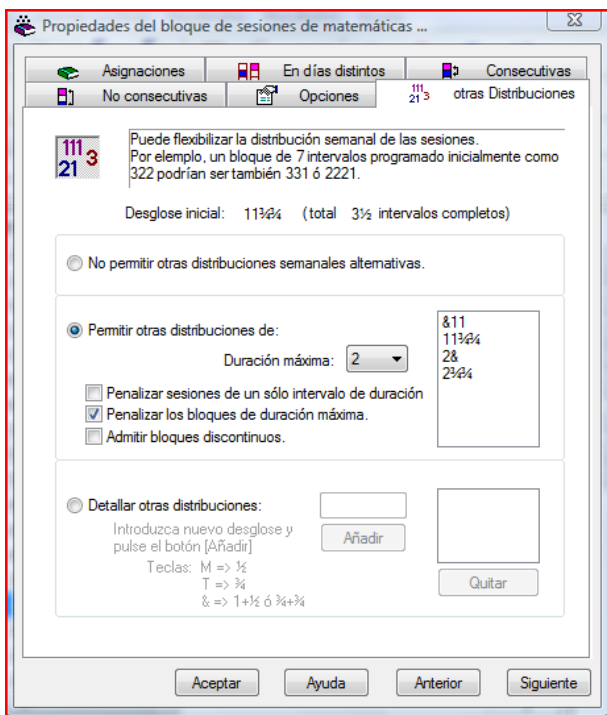 Propiedades del bloque de sesiones de matemáticas ...
Asignaciones
En días distintos
Consecutivas
No consecutivas
Opciones
111
21 3
otras Distribuciones
111
21 3
Puede flexibilizar la distribución semanal de las sesiones.
Por elemplo, un bloque de 7 intervalos programado inicialmente como
322 podrían ser también 331 ó 2221.
Desglose inicial: 11¾¾ (total 3½ intervalos completos)
No permitir otras distribuciones semanales alternativas.
Permitir otras distribuciones de:
Duración máxima: 2
Penalizar sesiones de un sólo intervalo de duración
Penalizar los bloques de duración máxima.
Admitir bloques discontinuos.
&11
11¾¾
2&
2¾¾
Detallar otras distribuciones:
Introduzca nuevo desglose y
pulse el botón [Añadir]
Añadir
Teclas: M => ½
T => ¾
& => 1+½ ó ¾+¾
Quitar
Aceptar
Ayuda
Anterior
Siguiente